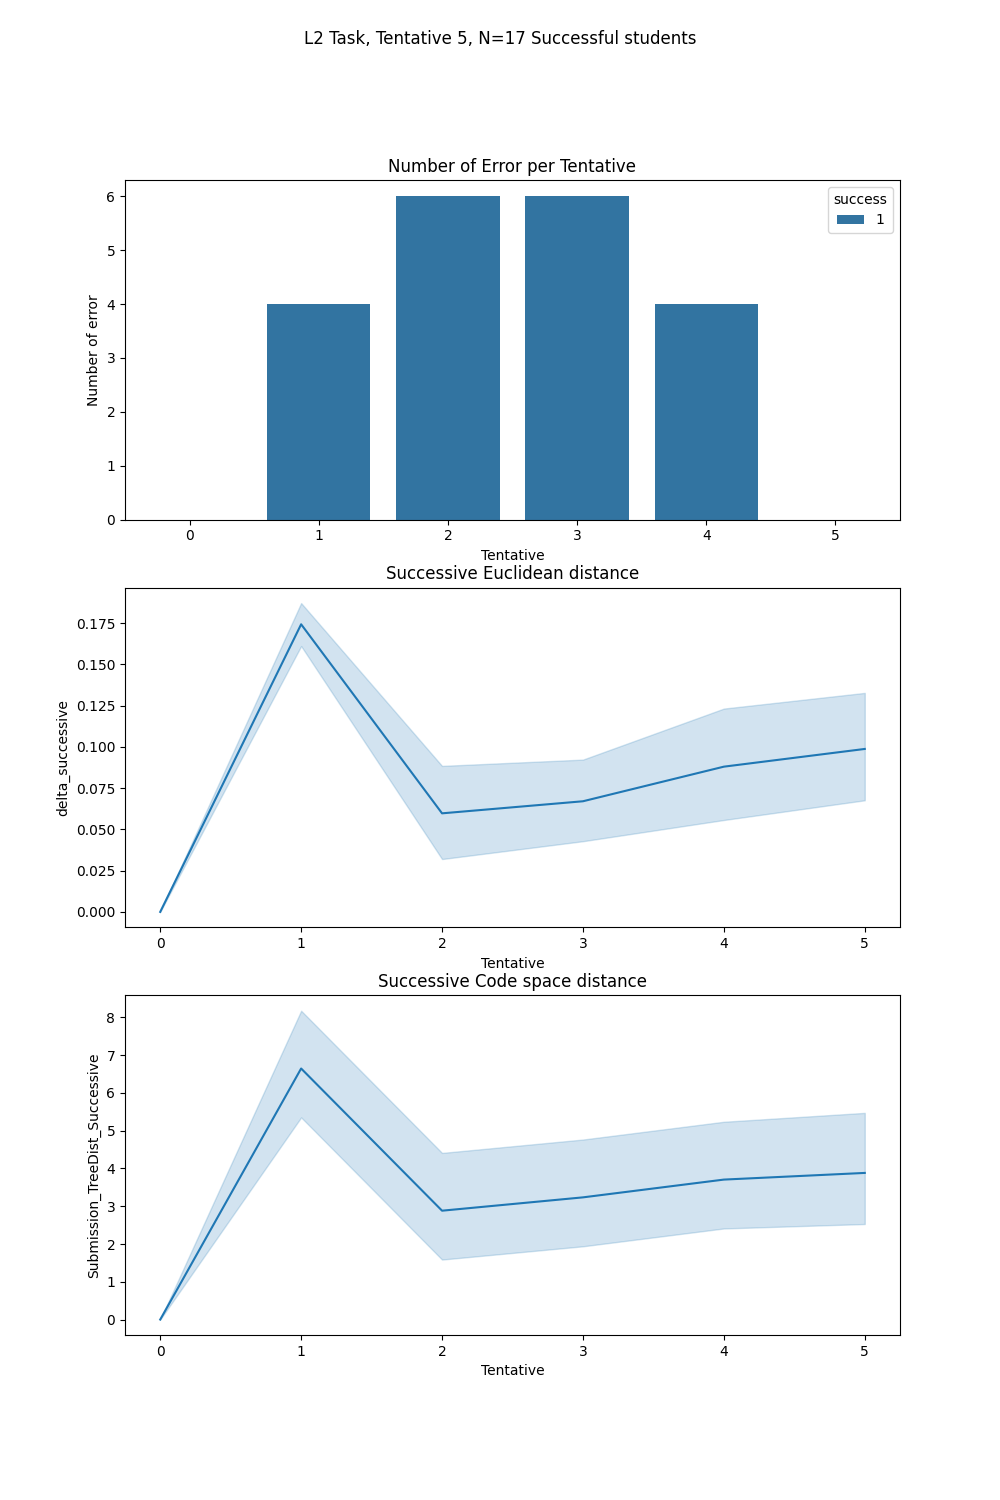 L2 Task, Tentative 5, N=17 Successful students
Number of Error per Tentative
success
1
6
5
4
3
2
1
0
Number of error
0 1 2 3 4 5
Tentative
Successive Euclidean distance
0.175
0.150
0.125
0.100
0.075
0.050
0.025
0.000
delta_successive
0 1 2 3 4 5
Tentative
Successive Code space distance
8
7
6
5
4
3
2
1
0
Submission_TreeDist_Successive
0 1 2 3 4 5
Tentative